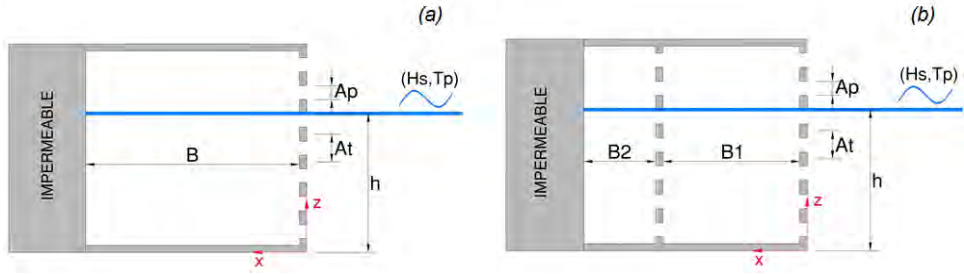 (a)
IMPERMEABLE
Ap
(Hs,Tp)
At
B
h
z
x
(b)
IMPERMEABLE
Ap
(Hs,Tp)
At
B2
B1
h
z
x